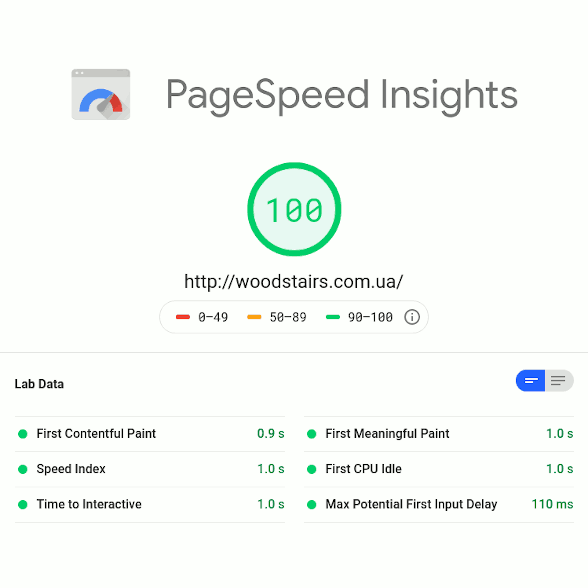 PageSpeed Insights
100
http://woodstairs.com.ua/
0–49 50–89 90–100
Lab Data
First Contentful Paint 0.9 s
First Meaningful Paint 1.0 s
Speed Index 1.0 s
First CPU Idle 1.0 s
Time to Interactive 1.0 s
Max Potential First Input Delay 110 ms